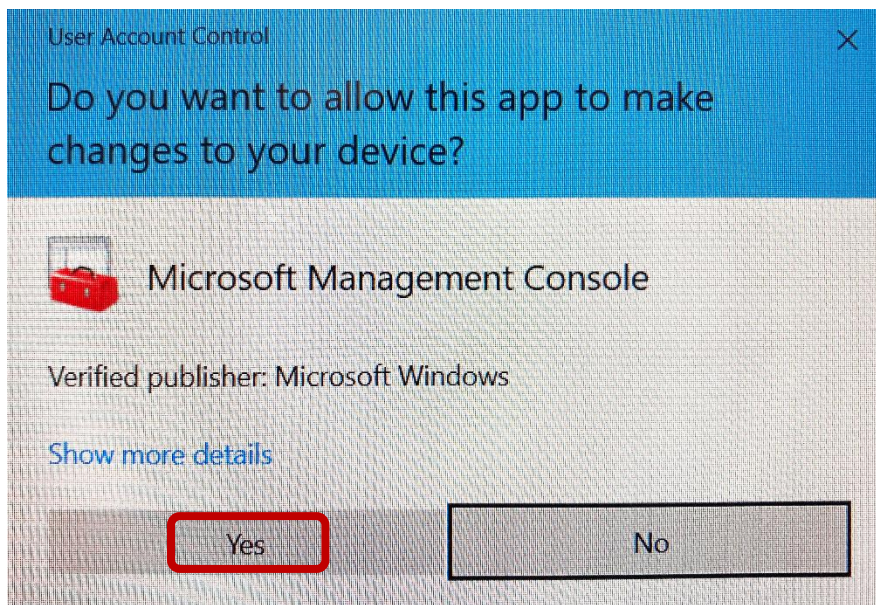 User Account Control
Do you want to allow this app to make
changes to your device?
Microsoft Management Console
Verified publisher: Microsoft Windows
Show more details
Yes
No